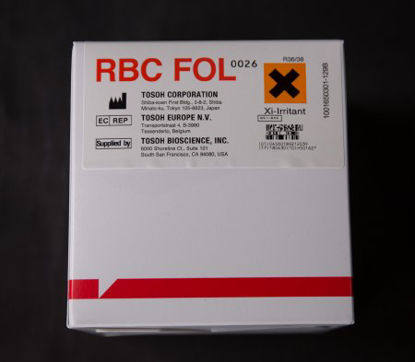 RBC FOL 0026
R36/38
TOSOH CORPORATION
Shiba-koen First Bldg., 3-8-2, Shiba
Minato-ku, Tokyo 105-8623, Japan
EC REP
TOSOH EUROPE N.V.
Transportstraat 4, B-3980
Tessenderlo, Belgium
Supplied by
TOSOH BIOSCIENCE, INC.
6000 Shoreline Ct., Suite 101
South San Francisco, CA 94080, USA
Xi-Irritant
1001650301-129B